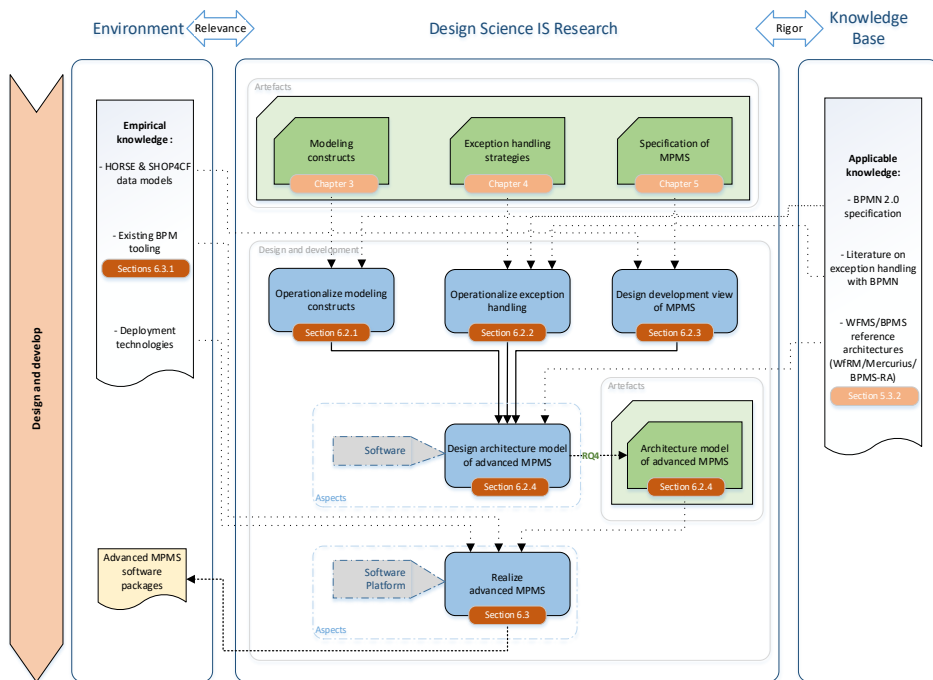 Environment
Relevance
Design Science IS Research
Rigor
Knowledge
Base
Design and develop
Empirical
knowledge :
- HORSE & SHOP4CF
data models
- Existing BPM
tooling
Sections 6.3.1
- Deployment
technologies
Advanced MPMS
software
packages
Artefacts
Modeling
constructs
Chapter 3
Exception handling
strategies
Chapter 4
Specification of
MPMS
Chapter 5
Design and development
Operationalize modeling
constructs
Section 6.2.1
Operationalize exception
handling
Section 6.2.2
Design development view
of MPMS
Section 6.2.3
Software
Design architecture model
of advanced MPMS
Section 6.2.4
Aspects
RQ4
Artefacts
Architecture model
of advanced MPMS
Section 6.2.4
Software
Platform
Realize
advanced MPMS
Section 6.3
Aspects
Applicable
knowledge:
- BPMN 2.0
specification
- Literature on
exception handling
with BPMN
- WFMS/BPMS
reference
architectures
(WfRM/Mercurius/
BPMS-RA)
Section 5.3.2